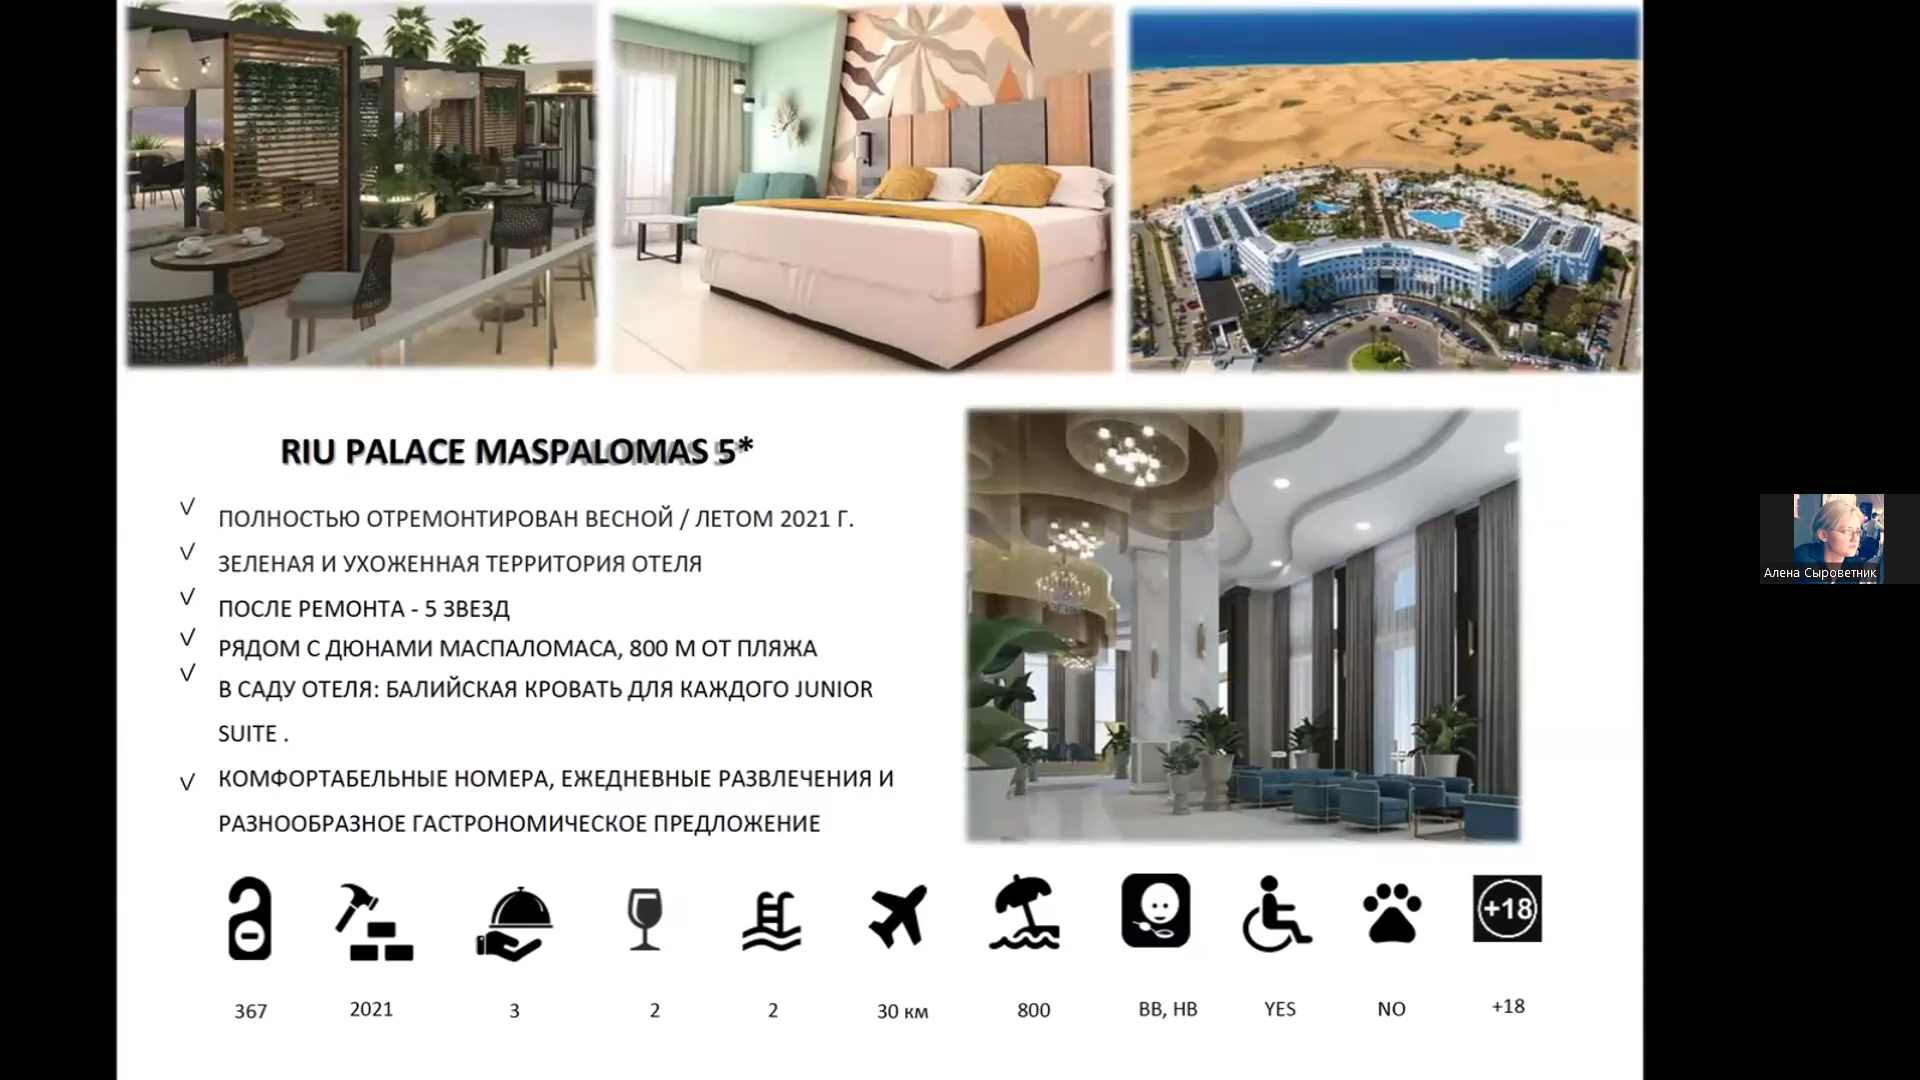 RIU PALACE MASPALOMAS 5*
ПОЛНОСТЬЮ ОТРЕМОНТИРОВАН ВЕСНОЙ / ЛЕТОМ 2021 Г.
ЗЕЛЕНАЯ И УХОЖЕННАЯ ТЕРРИТОРИЯ ОТЕЛЯ
ПОСЛЕ РЕМОНТА - 5 ЗВЕЗД
РЯДОМ С ДЮНАМИ МАСПАЛОМАСА, 800 М ОТ ПЛЯЖА
В САДУ ОТЕЛЯ: БАЛИЙСКАЯ КРОВАТЬ ДЛЯ КАЖДОГО JUNIOR
SUITE .
КОМФОРТАБЕЛЬНЫЕ НОМЕРА, ЕЖЕДНЕВНЫЕ РАЗВЛЕЧЕНИЯ И
РАЗНООБРАЗНОЕ ГАСТРОНОМИЧЕСКОЕ ПРЕДЛОЖЕНИЕ
Алена Сыроветник
+18
367 2021 3 2 2 30 км 800 BB, HB YES NO +18